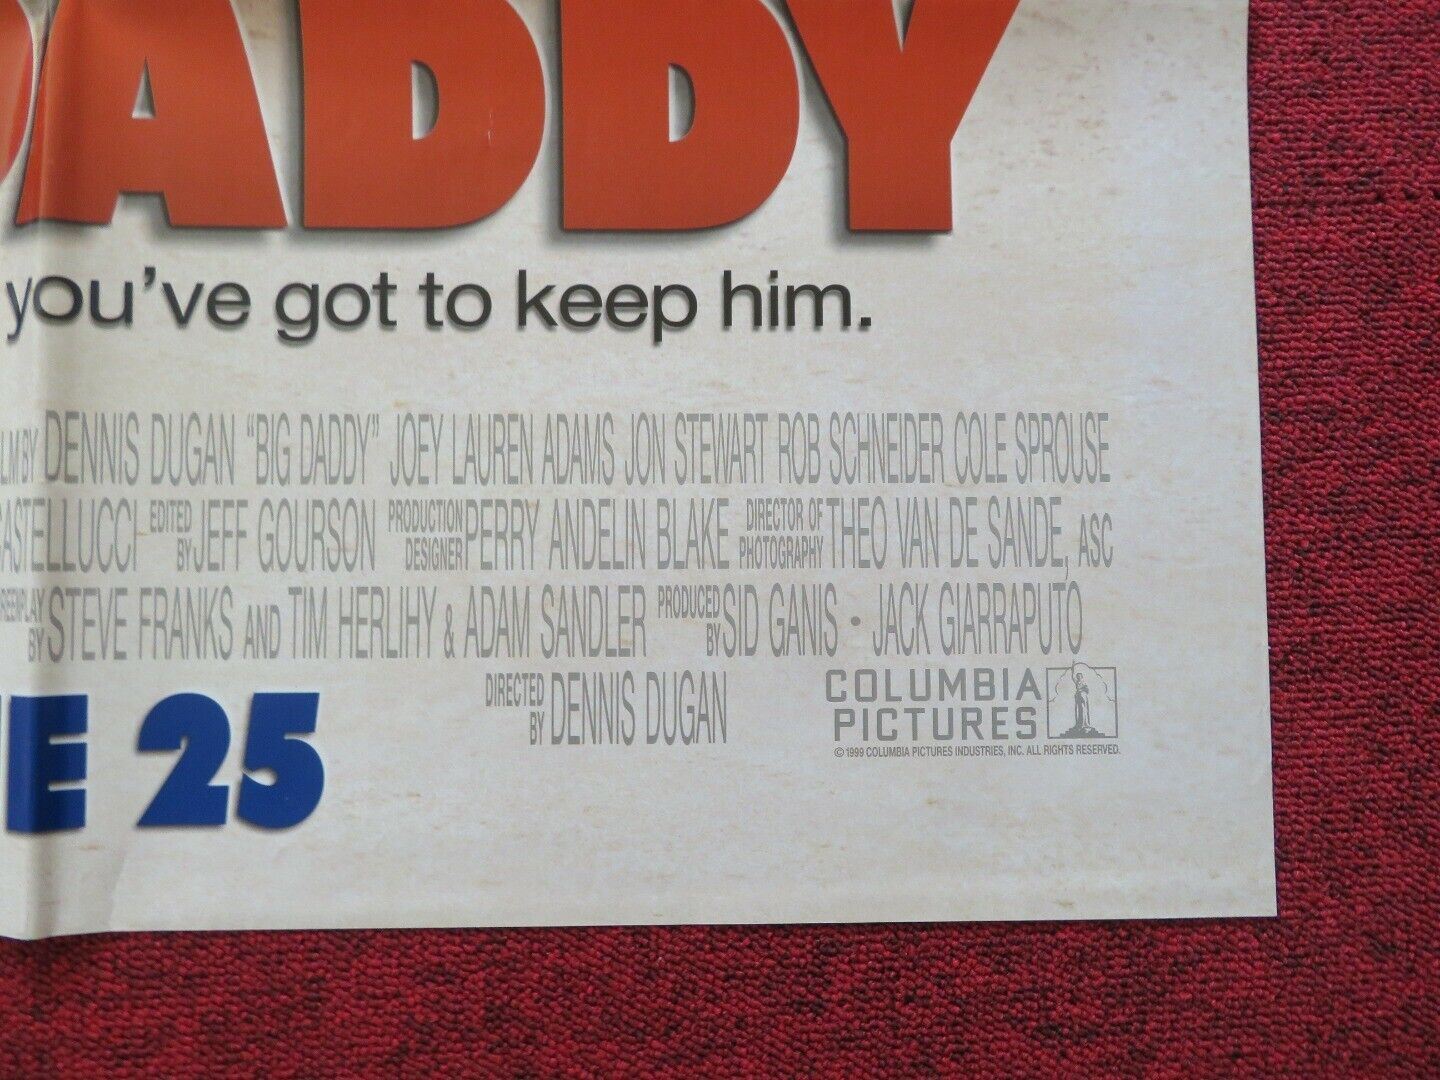 DADDY
you've got to keep him.
DENNIS DUGAN "BIG DADDY" JOEY LAUREN ADAMS JON STEWART ROB SCHNEIDER COLE SPROUSE
CASTELLUCCI EDITED BY JEFF GOURSON PRODUCTION DESIGNER PERRY ANDELIN BLAKE DIRECTOR OF PHOTOGRAPHY THEO VAN DE SANDE, ASC
BY STEVE FRANKS AND TIM HERLIHY & ADAM SANDLER PRODUCED BY SID GANIS • JACK GIARRAPUTO
DIRECTED BY DENNIS DUGAN
COLUMBIA
PICTURES
© 1999 COLUMBIA PICTURES INDUSTRIES, INC. ALL RIGHTS RESERVED.
E 25